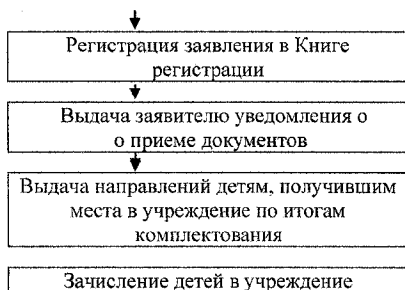 Регистрация заявления в Книге
регистрации
Выдача заявителю уведомления о
о приеме документов
Выдача направлений детям, получившим
места в учреждение по итогам
комплектования
Зачисление детей в учреждение